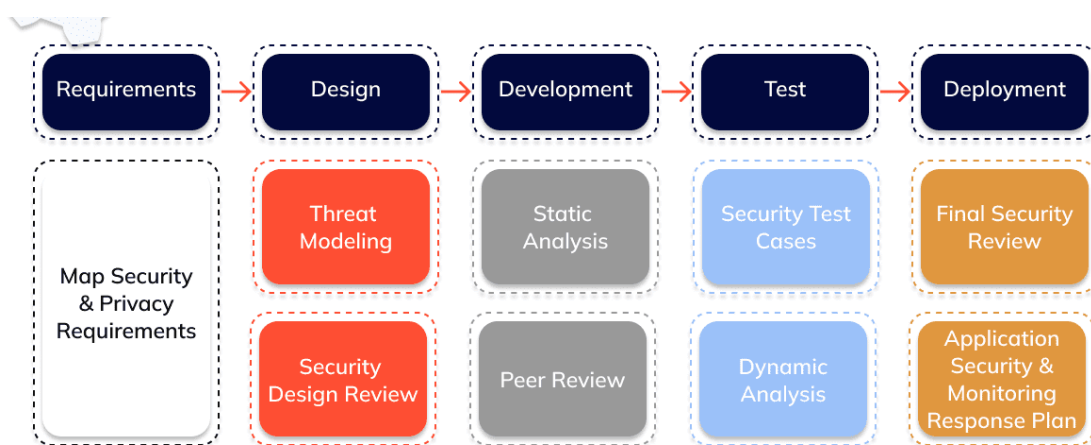 Requirements
Design
Development
Test
Deployment
Map Security
& Privacy
Requirements
Threat
Modeling
Static
Analysis
Security Test
Cases
Final Security
Review
Security
Design Review
Peer Review
Dynamic
Analysis
Application
Security &
Monitoring
Response Plan